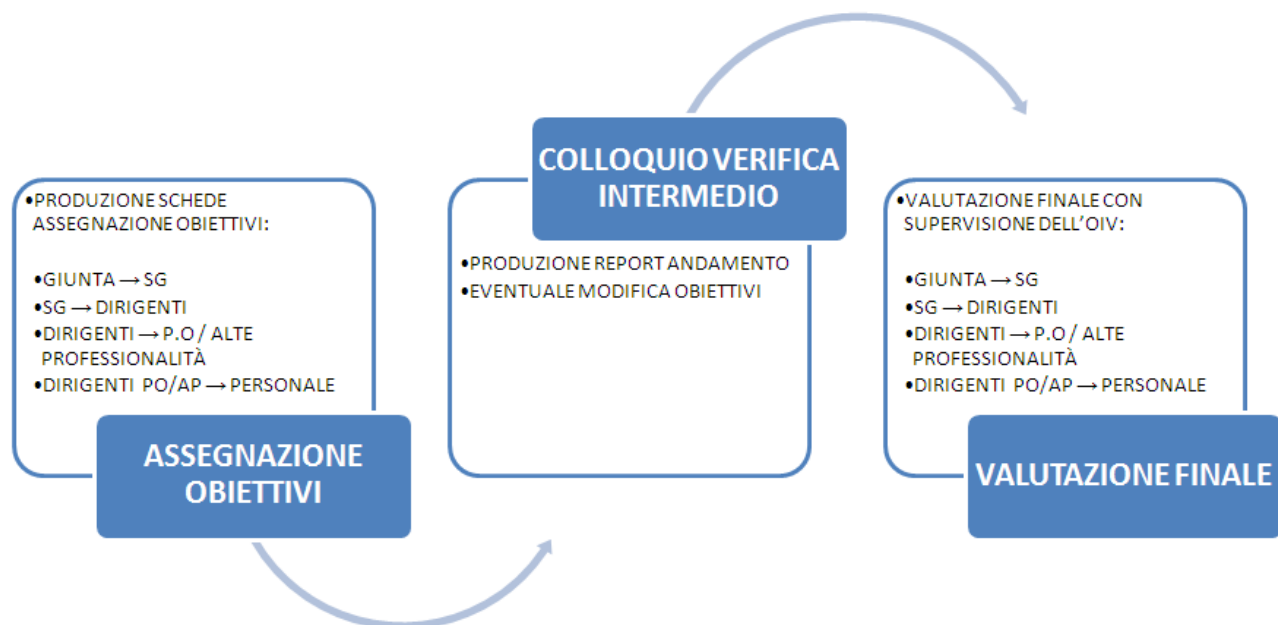 •PRODUZIONE SCHEDE
ASSEGNAZIONE OBIETTIVI:
•GIUNTA → SG
•SG → DIRIGENTI
•DIRIGENTI → P.O / ALTE
PROFESSIONALITÀ
•DIRIGENTI PO/AP → PERSONALE
ASSEGNAZIONE
OBIETTIVI
COLLOQUIO VERIFICA
INTERMEDIO
•PRODUZIONE REPORT ANDAMENTO
•EVENTUALE MODIFICA OBIETTIVI
•VALUTAZIONE FINALE CON
SUPERVISIONE DELL’OIV:
•GIUNTA → SG
•SG → DIRIGENTI
•DIRIGENTI → P.O / ALTE
PROFESSIONALITÀ
•DIRIGENTI PO/AP → PERSONALE
VALUTAZIONE FINALE